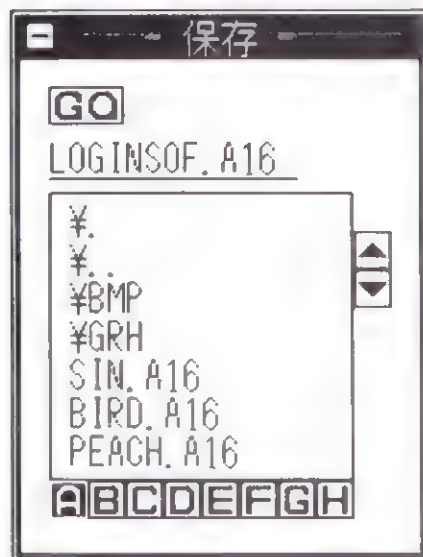 保存
GO
LOGINSOF.A16
¥.
¥..
¥BMP
¥GRH
SIN.A16
BIRD.A16
PEACH.A16
ABCDEFGH